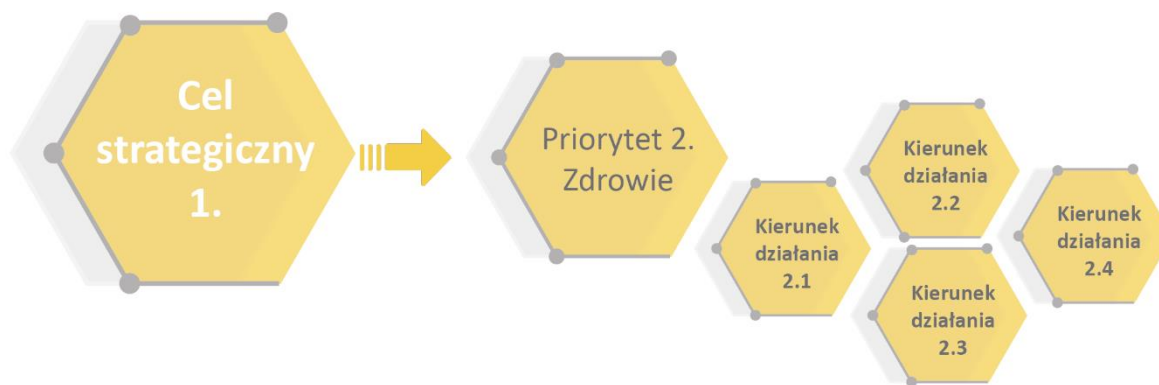 Cel
strategiczny
1.
Priorytet 2.
Zdrowie
Kierunek
działania
2.1
Kierunek
działania
2.2
Kierunek
działania
2.3
Kierunek
działania
2.4